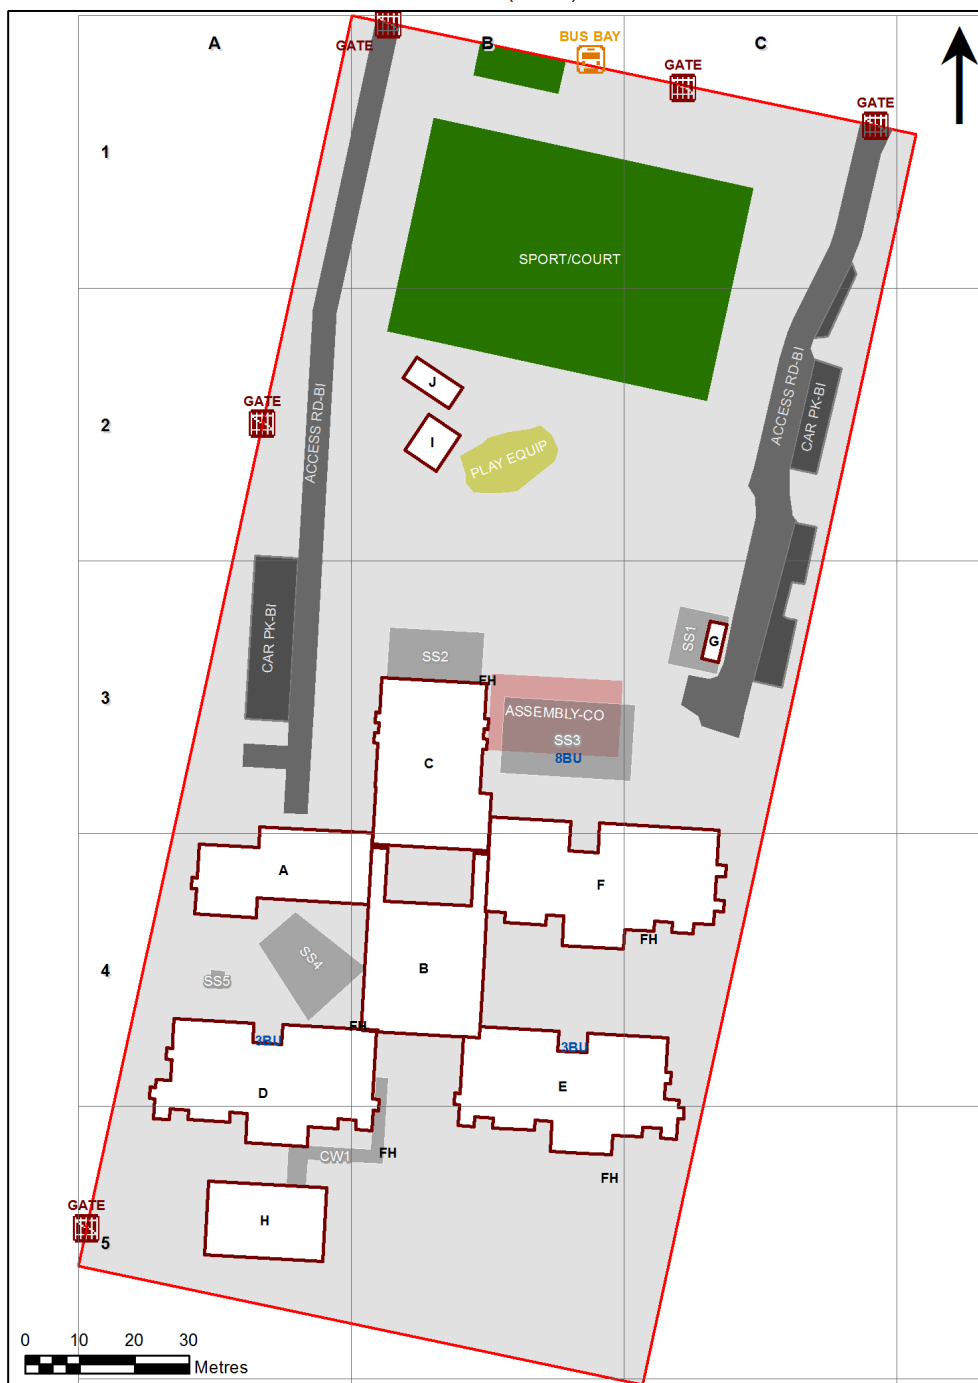 A
B
C
GATE
BUS BAY
GATE
GATE
1
SPORT/COURT
J
2
GATE
ACCESS RD-BI
I
PLAY EQUIP
ACCESS RD-BI
CAR PK-BI
CAR PK-BI
SS1
G
SS2
FH
3
ASSEMBLY-CO
SS3
8BU
C
A
F
FH
SS4
B
4
SS5
FH
3BU
3BU
D
E
CW1
FH
FH
GATE
H
5
0 10 20 30
Metres